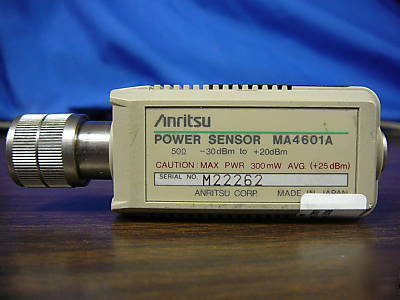 Anritsu
POWER SENSOR MA4601A
50Ω -30dBm to +20dBm
CAUTION: MAX PWR 300mW AVG. (+25dBm)
SERIAL NO. M22262
ANRITSU CORP. MADE IN JAPAN